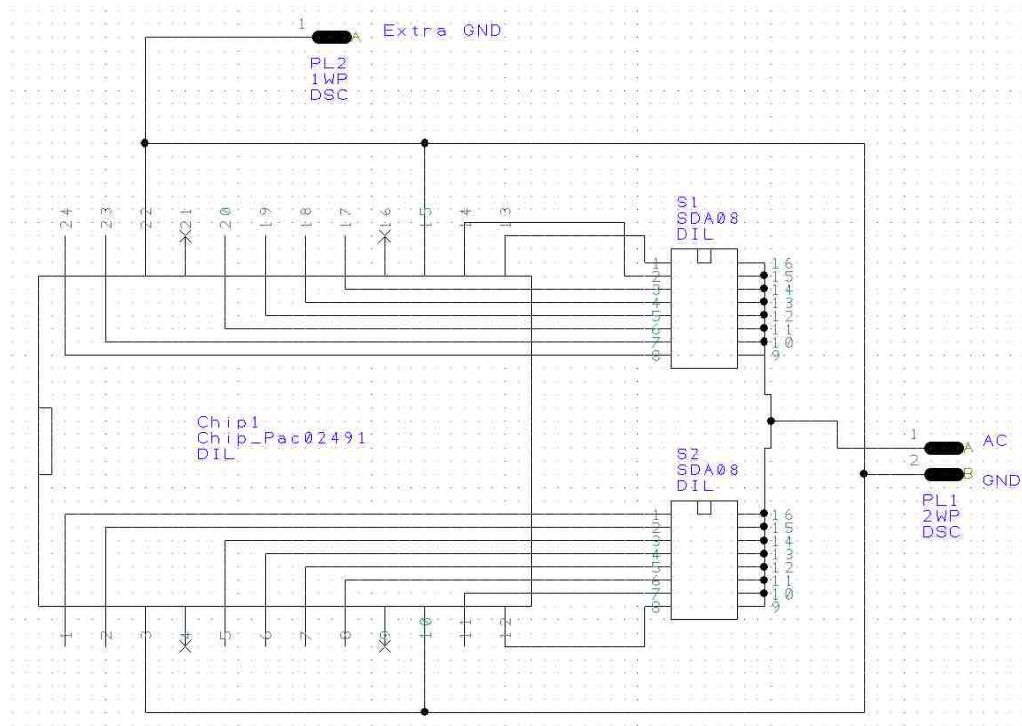 1
A
Extra GND
PL2
1WP
DSC
24
23
22
21
20
19
18
17
16
15
14
13
S1
SDA08
DIL
1
2
3
4
5
6
7
8
16
15
14
13
12
11
10
9
Chip1
Chip_Pac02491
DIL
1
A
AC
2
B
GND
PL1
2WP
DSC
S2
SDA08
DIL
1
2
3
4
5
6
7
8
16
15
14
13
12
11
10
9
1
2
3
4
5
6
7
8
9
10
11
12